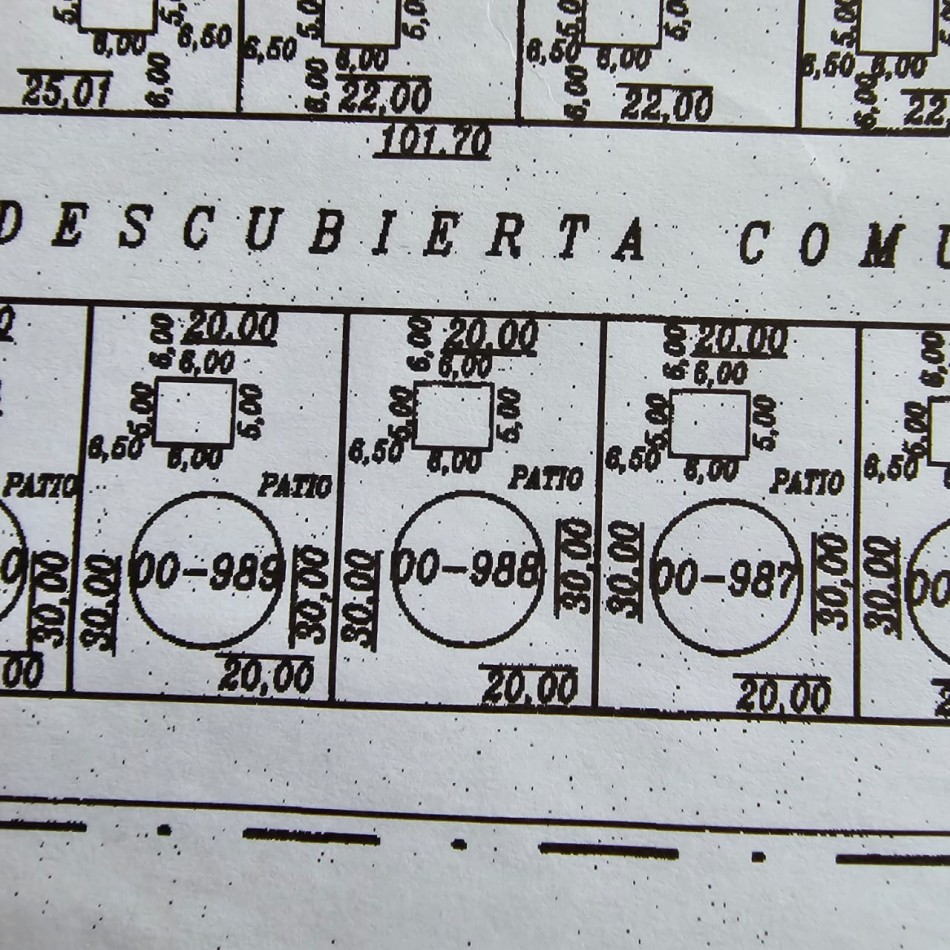 5,00 6,00 6,50 6,50 5,00 6,00 6,50 5,00 6,00 6,50 6,00
25,01 6,00 6,00 22,00 6,00 22,00 6,00 22,
101.70
DESCUBIERTA COMU
6,00 20.00 6,00 20.00 6,00 20.00 6,00
6,00 6,00 6,00
5,00 5,00 5,00 5,00 5,00 5,00 5,00
6,50 6,00 6,50 6,00 6,50 6,00 6,50
PATIO PATIO PATIO PATIO
30,00 30,00 00-989 30,00 30,00 00-988 30,00 30,00 00-987 30,00 30,00
00 20,00 20,00 20,00